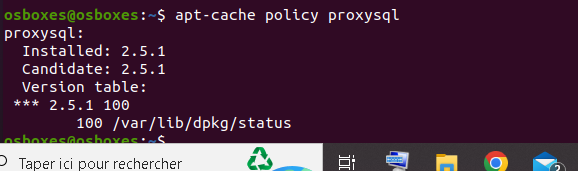 osboxes@osboxes:~$ apt-cache policy proxysql
proxysql:
  Installed: 2.5.1
  Candidate: 2.5.1
  Version table:
 *** 2.5.1 100
        100 /var/lib/dpkg/status
osboxes@osboxes:~$
Taper ici pour rechercher
2